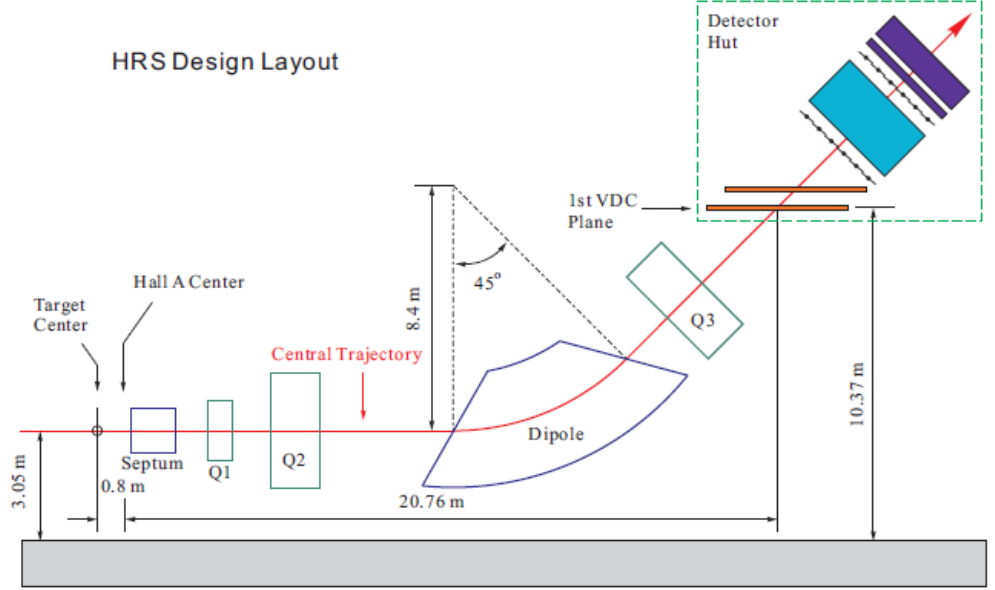 HRS Design Layout
Detector
Hut
1st VDC
Plane
Hall A Center
Target
Center
45°
8.4 m
Q3
Central Trajectory
10.37 m
Dipole
Septum
Q1
Q2
3.05 m
0.8 m
20.76 m